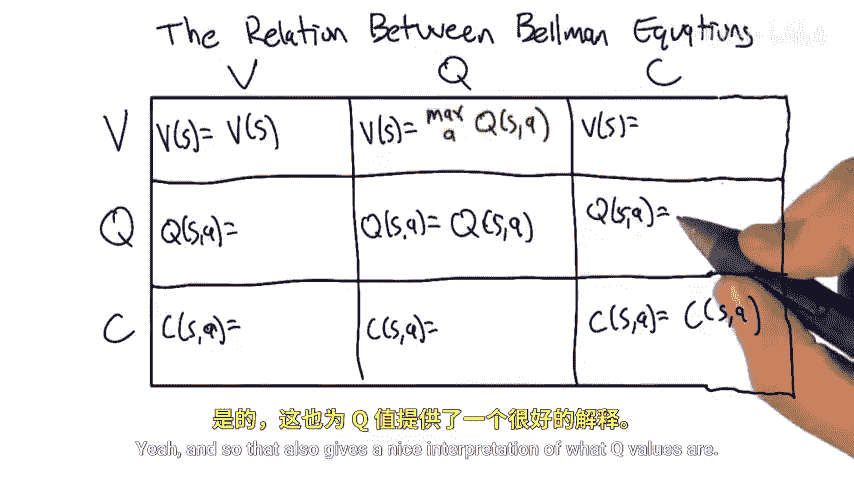 The Relation Between Bellman Equations
V Q C
V V(s)= V(s) V(s)= max a Q(s,a) V(s)=
Q Q(s,a)= Q(s,a)= Q(s,a) Q(s,a)=
C C(s,a)= C(s,a)= C(s,a)= C(s,a)
是的，这也为 Q 值提供了一个很好的解释。
Yeah, and so that also gives a nice interpretation of what Q values are.